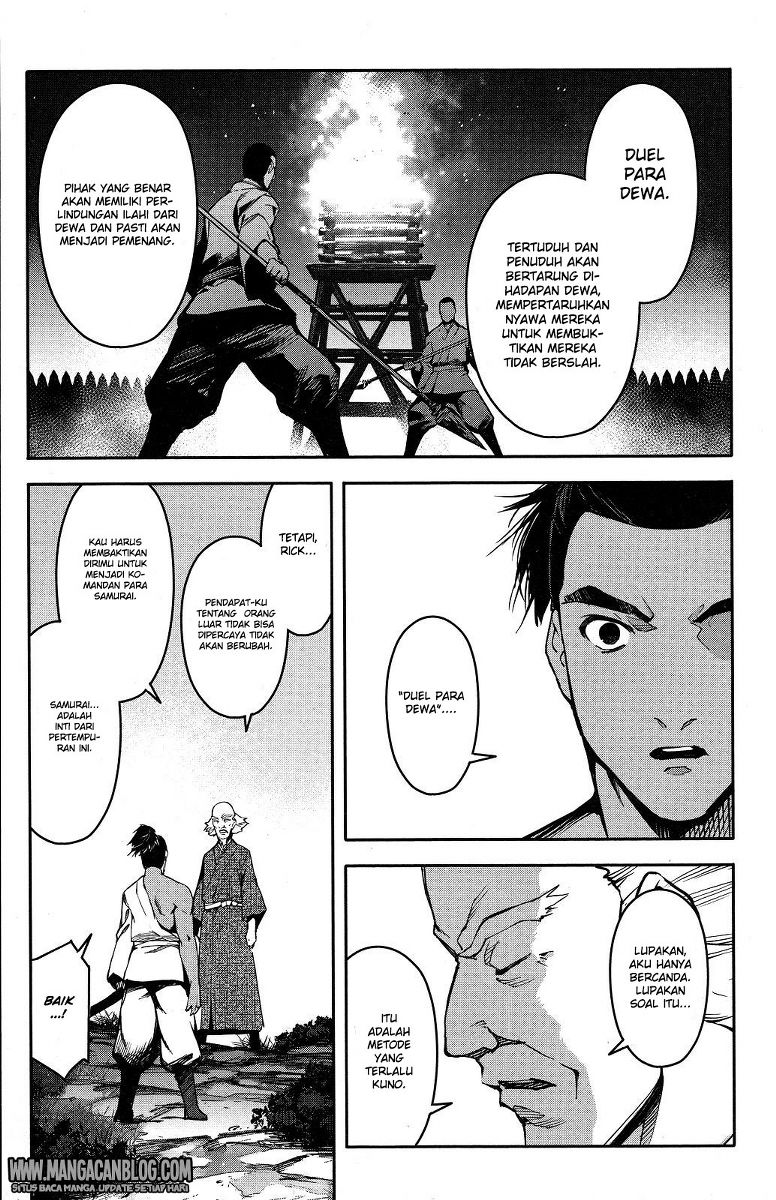 DUEL
PARA
DEWA.
TERTUDUH DAN
PENUDUH AKAN
BERTARUNG DI-
HADAPAN DEWA,
MEMPERTARUHKAN
NYAWA MEREKA
UNTUK MEMBUK-
TIKAN MEREKA
TIDAK BERSLAH.
PIHAK YANG BENAR
AKAN MEMILIKI PER-
LINDUNGAN ILAHI DARI
DEWA DAN PASTI AKAN
MENJADI PEMENANG.
"DUEL PARA
DEWA"....
LUPAKAN,
AKU HANYA
BERCANDA.
LUPAKAN
SOAL ITU...
ITU
ADALAH
METODE
YANG
TERLALU
KUNO.
TETAPI,
RICK...
PENDAPAT-KU
TENTANG ORANG
LUAR TIDAK BISA
DIPERCAYA TIDAK
AKAN BERUBAH.
KAU HARUS
MEMBAKTIKAN
DIRIMU UNTUK
MENJADI KO-
MANDAN PARA
SAMURAI.
SAMURAI...
ADALAH
INTI DARI
PERTEMPU-
RAN INI.
BAIK
...!
WWW.MANGACANBLOG.COM
SITUS BACA MANGA UPDATE SETIAP HARI